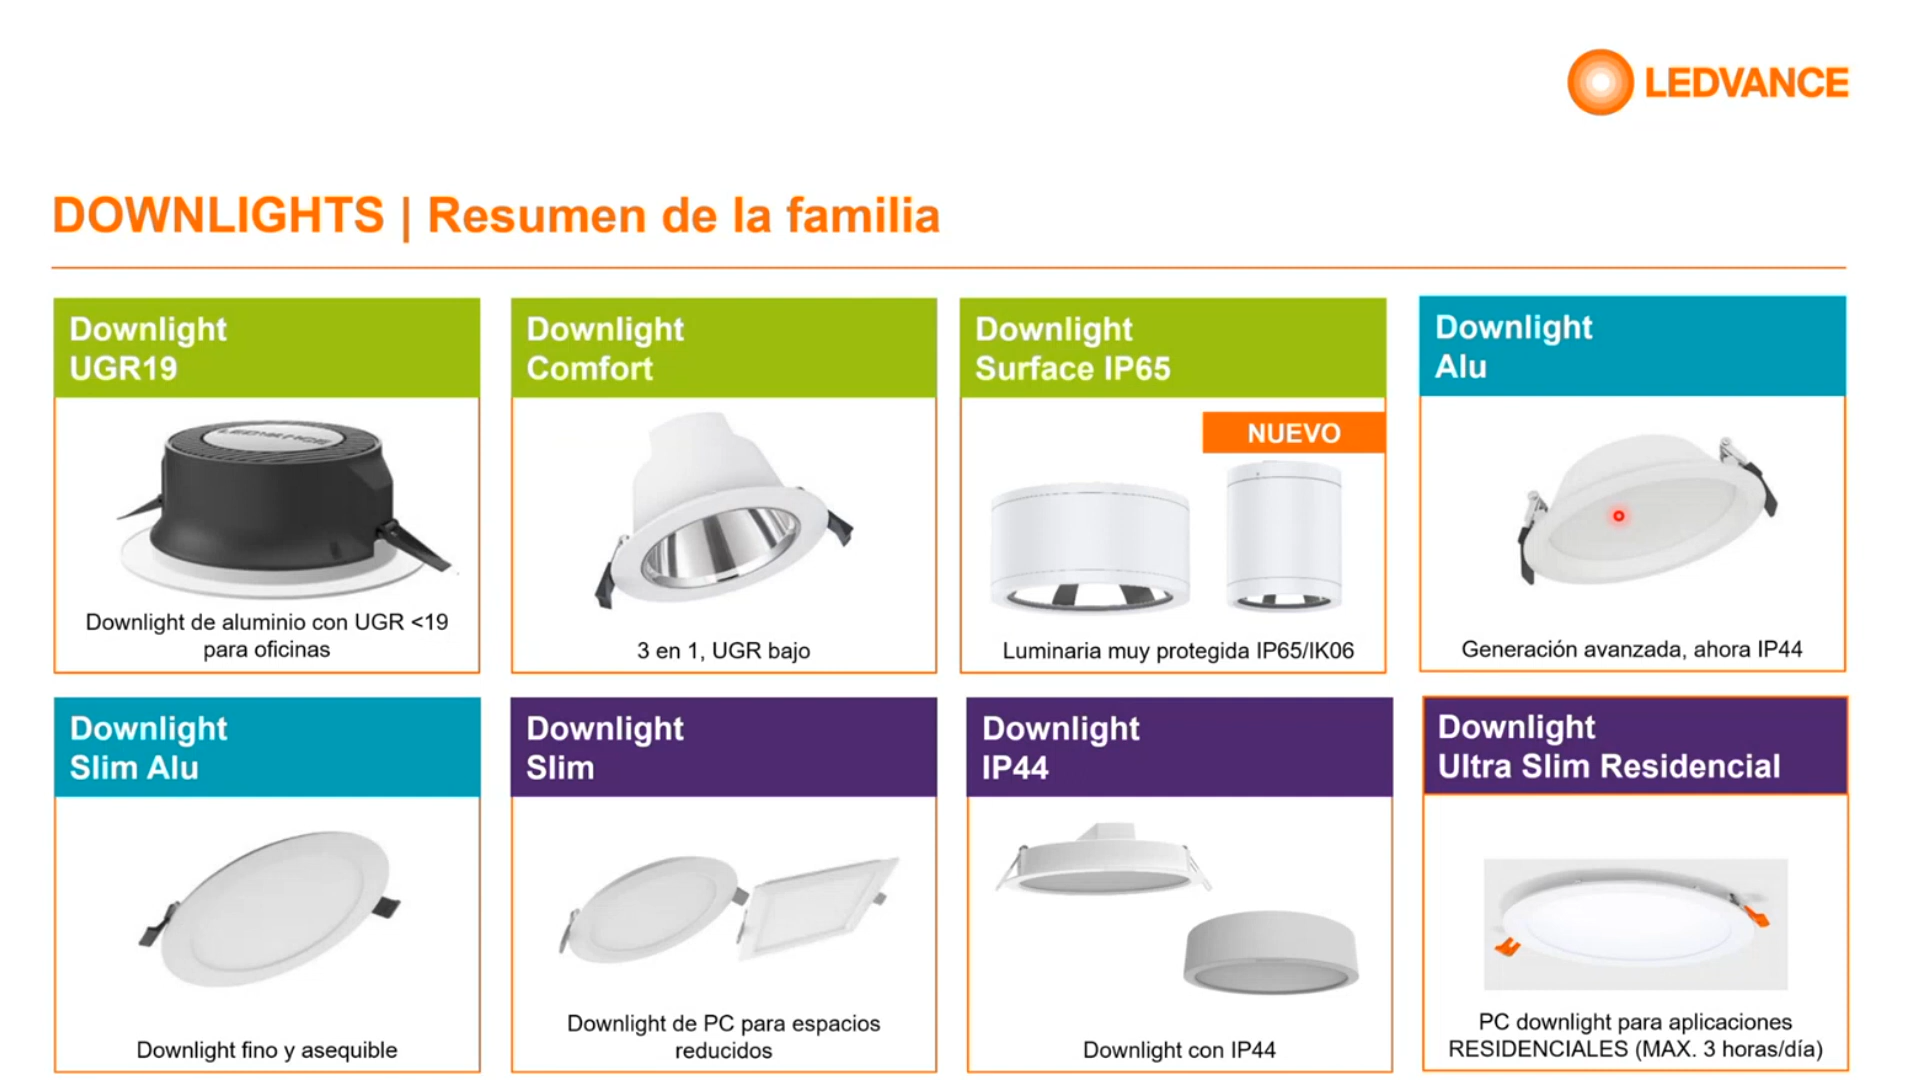 LEDVANCE
DOWNLIGHTS | Resumen de la familia
Downlight
UGR19
LEDVANCE
Downlight de aluminio con UGR <19
para oficinas
Downlight
Comfort
3 en 1, UGR bajo
Downlight
Surface IP65
NUEVO
Luminaria muy protegida IP65/IK06
Downlight
Alu
Generación avanzada, ahora IP44
Downlight
Slim Alu
Downlight fino y asequible
Downlight
Slim
Downlight de PC para espacios
reducidos
Downlight
IP44
Downlight con IP44
Downlight
Ultra Slim Residencial
PC downlight para aplicaciones
RESIDENCIALES (MAX. 3 horas/día)